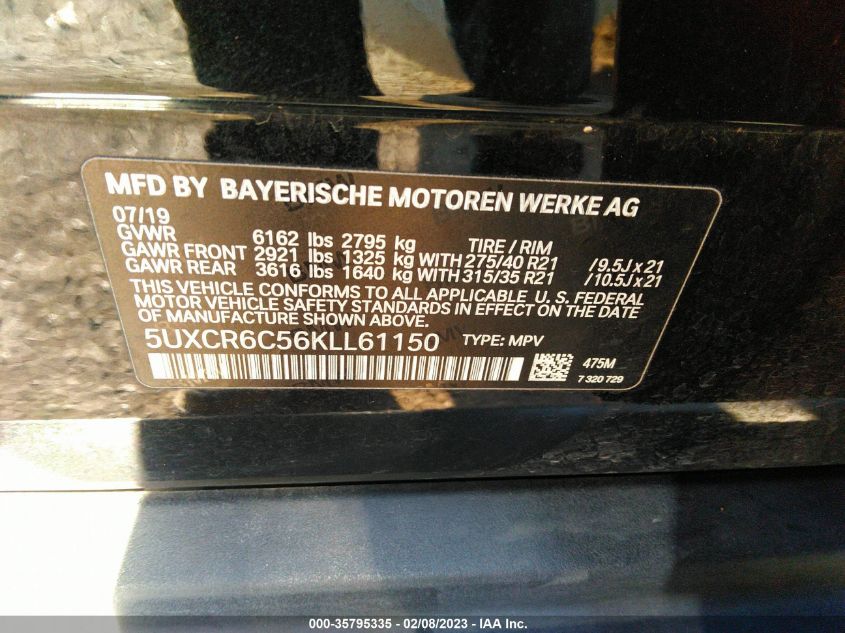 MFD BY BAYERISCHE MOTOREN WERKE AG
07/19
GVWR 6162 lbs 2795 kg TIRE / RIM
GAWR FRONT 2921 lbs 1325 kg WITH 275/40 R21 / 9.5J x 21
GAWR REAR 3616 lbs 1640 kg WITH 315/35 R21 / 10.5J x 21
THIS VEHICLE CONFORMS TO ALL APPLICABLE U. S. FEDERAL
MOTOR VEHICLE SAFETY STANDARDS IN EFFECT ON THE DATE
OF MANUFACTURE SHOWN ABOVE.
5UXCR6C56KLL61150 TYPE: MPV
475M
7 320 729
000-35795335 - 02/08/2023 - IAA Inc.